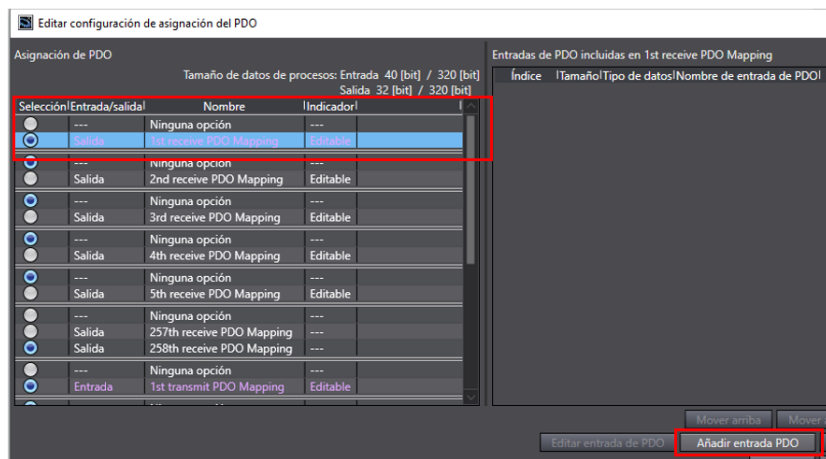 Editar configuración de asignación del PDO
Asignación de PDO
Tamaño de datos de procesos: Entrada 40 [bit] / 320 [bit]
Salida 32 [bit] / 320 [bit]
Selección Entrada/salida Nombre Indicador
--- Ninguna opción ---
Salida 1st receive PDO Mapping Editable
--- Ninguna opción ---
Salida 2nd receive PDO Mapping Editable
--- Ninguna opción ---
Salida 3rd receive PDO Mapping Editable
--- Ninguna opción ---
Salida 4th receive PDO Mapping Editable
--- Ninguna opción ---
Salida 5th receive PDO Mapping Editable
--- Ninguna opción ---
Salida 257th receive PDO Mapping ---
Salida 258th receive PDO Mapping ---
--- Ninguna opción ---
Entrada 1st transmit PDO Mapping Editable
Entradas de PDO incluidas en 1st receive PDO Mapping
Índice Tamaño Tipo de datos Nombre de entrada de PDO
Mover arriba Mover
Editar entrada de PDO Añadir entrada PDO